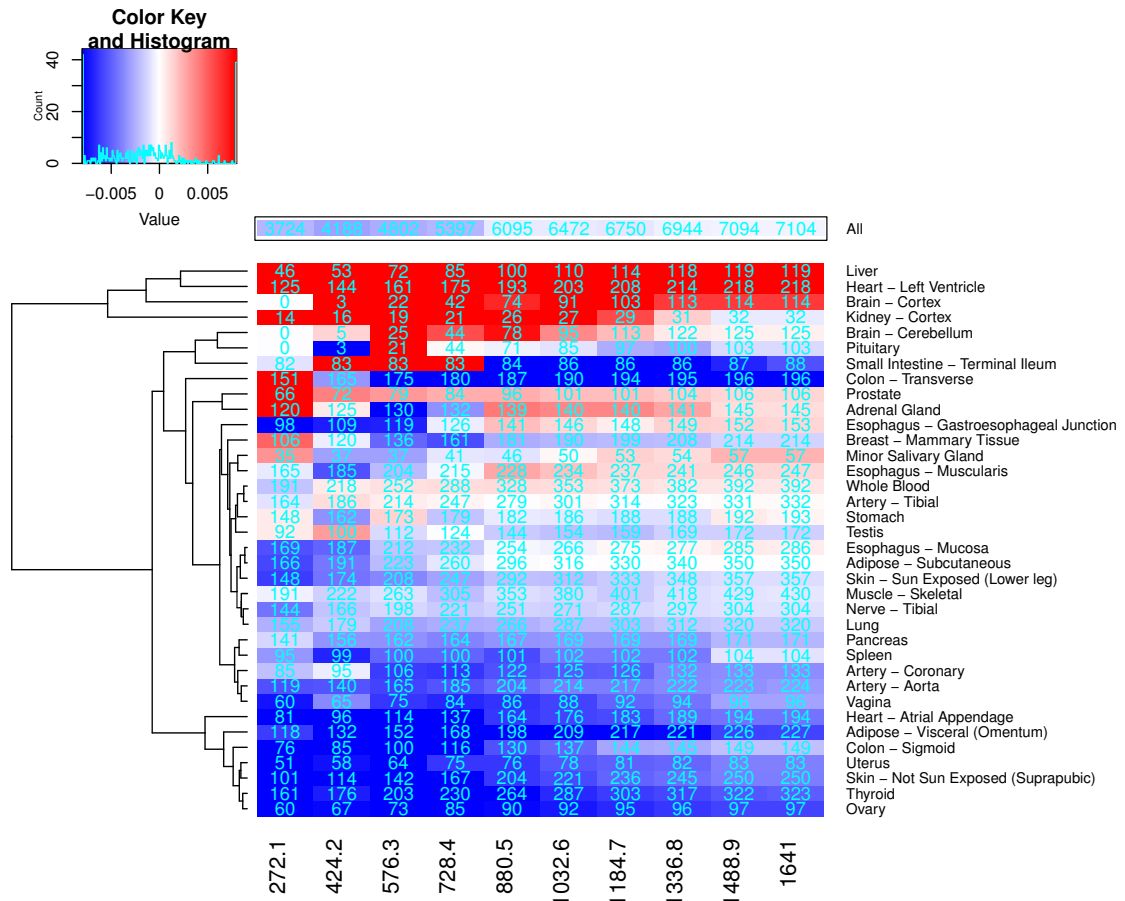 Color Key
and Histogram
Count
0 20 40
−0.005 0 0.005
Value
3724 4198 4802 5397 6095 6472 6750 6944 7094 7104 All
46 53 72 85 100 110 114 118 119 119 Liver
125 144 161 175 193 203 208 214 218 218 Heart − Left Ventricle
0 3 22 42 74 91 103 113 114 114 Brain − Cortex
14 16 19 21 26 27 29 31 32 32 Kidney − Cortex
0 5 25 44 78 95 113 122 125 125 Brain − Cerebellum
0 3 21 44 71 85 97 100 103 103 Pituitary
82 83 83 83 84 86 86 86 87 88 Small Intestine − Terminal Ileum
151 165 175 180 187 190 194 195 196 196 Colon − Transverse
66 72 79 84 96 101 101 104 106 106 Prostate
120 125 130 132 139 140 140 141 145 145 Adrenal Gland
98 109 119 126 141 146 148 149 152 153 Esophagus − Gastroesophageal Junction
106 120 136 161 181 190 199 208 214 214 Breast − Mammary Tissue
35 37 37 41 46 50 53 54 57 57 Minor Salivary Gland
165 185 204 215 228 234 237 241 246 247 Esophagus − Muscularis
191 218 252 288 328 353 373 382 392 392 Whole Blood
164 186 214 247 279 301 314 323 331 332 Artery − Tibial
148 162 173 179 182 186 188 188 192 193 Stomach
92 100 112 124 144 154 159 169 172 172 Testis
169 187 212 232 254 266 275 277 285 286 Esophagus − Mucosa
166 191 223 260 296 316 330 340 350 350 Adipose − Subcutaneous
148 174 208 247 292 312 333 348 357 357 Skin − Sun Exposed (Lower leg)
191 222 263 305 353 380 401 418 429 430 Muscle − Skeletal
144 166 198 221 251 271 287 297 304 304 Nerve − Tibial
155 179 208 237 266 287 303 312 320 320 Lung
141 156 162 164 167 169 169 169 171 171 Pancreas
95 99 100 100 101 102 102 102 104 104 Spleen
85 95 106 113 122 125 126 132 133 133 Artery − Coronary
119 140 165 185 204 214 217 222 223 224 Artery − Aorta
60 65 75 84 86 88 92 94 96 96 Vagina
81 96 114 137 164 176 183 189 194 194 Heart − Atrial Appendage
118 132 152 168 198 209 217 221 226 227 Adipose − Visceral (Omentum)
76 85 100 116 130 137 144 145 149 149 Colon − Sigmoid
51 58 64 75 76 78 81 82 83 83 Uterus
101 114 142 167 204 221 236 245 250 250 Skin − Not Sun Exposed (Suprapubic)
161 176 203 230 264 287 303 317 322 323 Thyroid
60 67 73 85 90 92 95 96 97 97 Ovary
272.1 424.2 576.3 728.4 880.5 1032.6 1184.7 1336.8 1488.9 1641